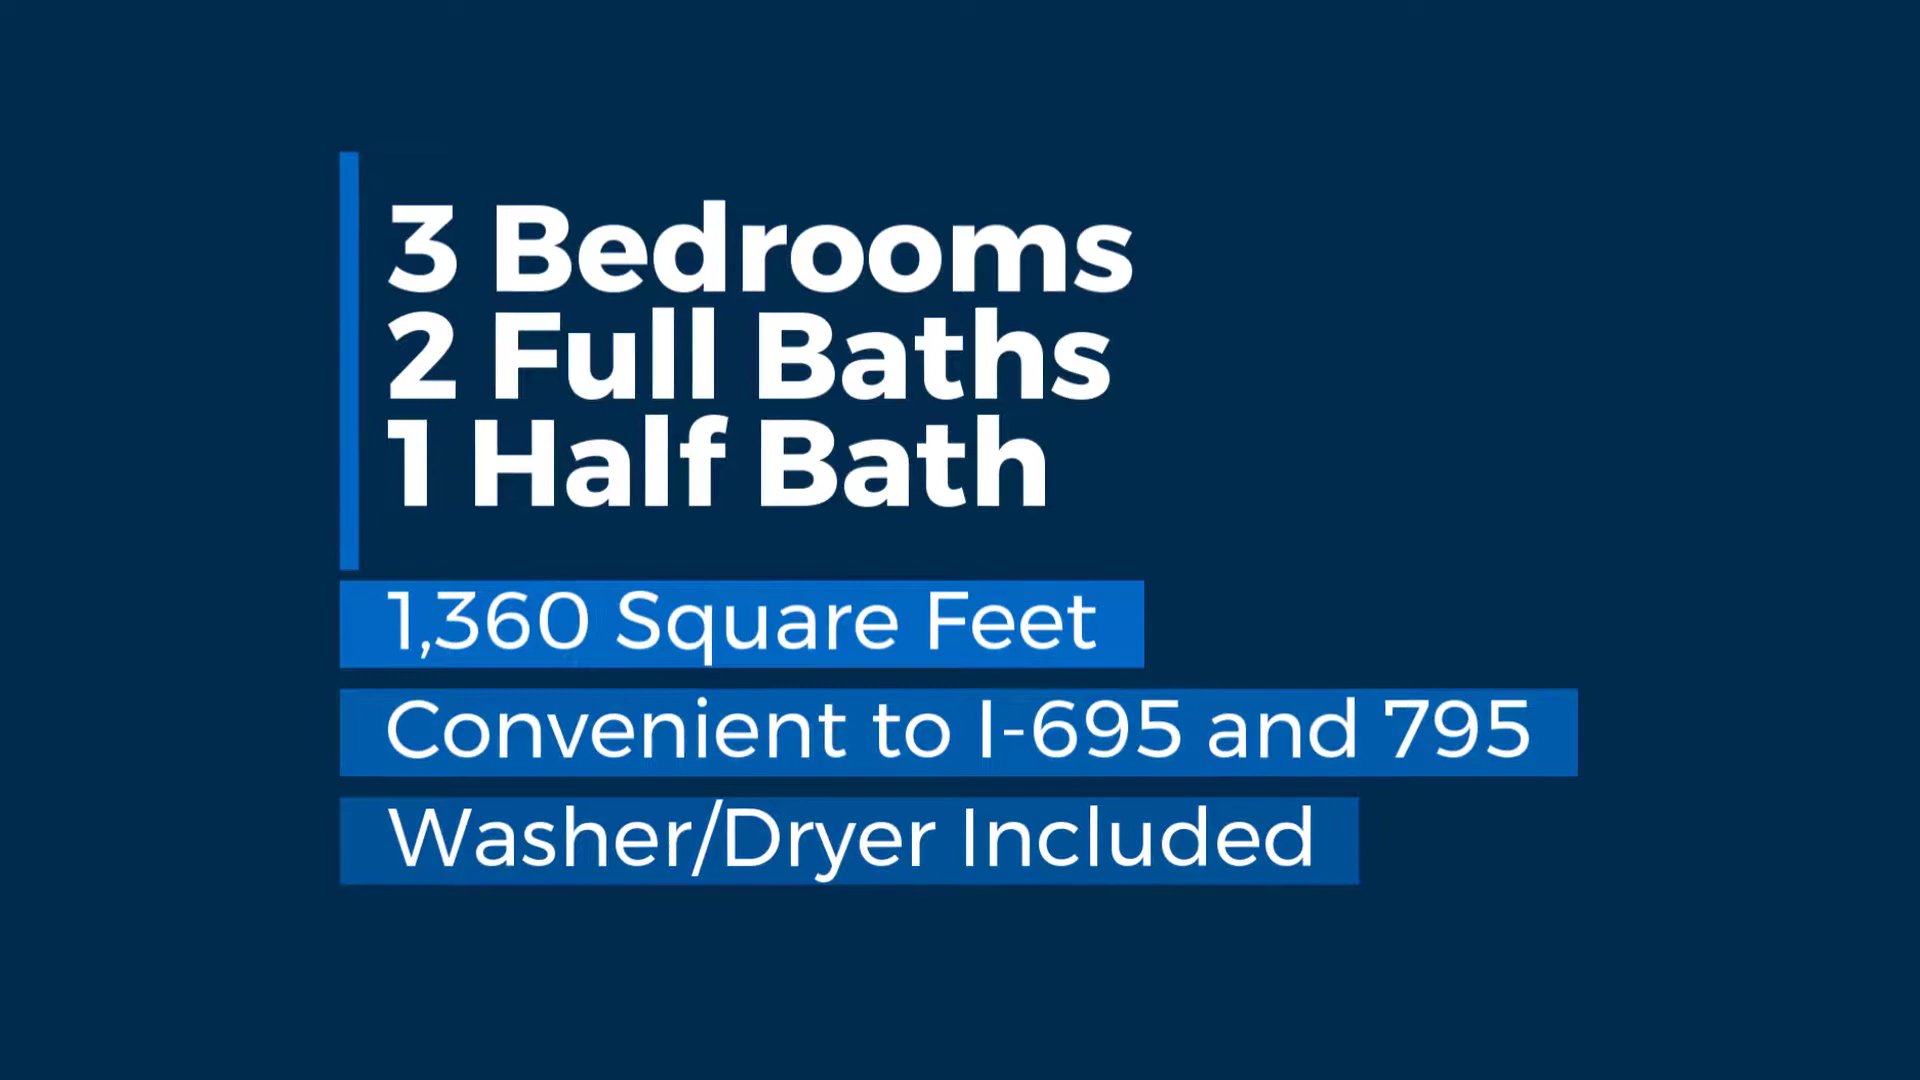 3 Bedrooms
2 Full Baths
1 Half Bath
1,360 Square Feet
Convenient to I-695 and 795
Washer/Dryer Included